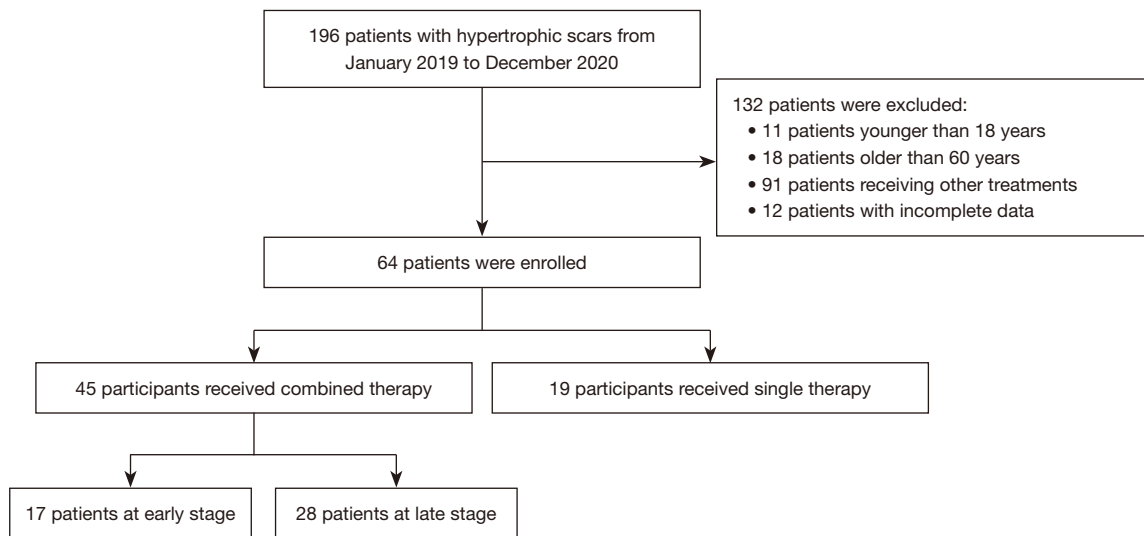 196 patients with hypertrophic scars from
January 2019 to December 2020
132 patients were excluded:
• 11 patients younger than 18 years
• 18 patients older than 60 years
• 91 patients receiving other treatments
• 12 patients with incomplete data
64 patients were enrolled
45 participants received combined therapy
19 participants received single therapy
17 patients at early stage
28 patients at late stage